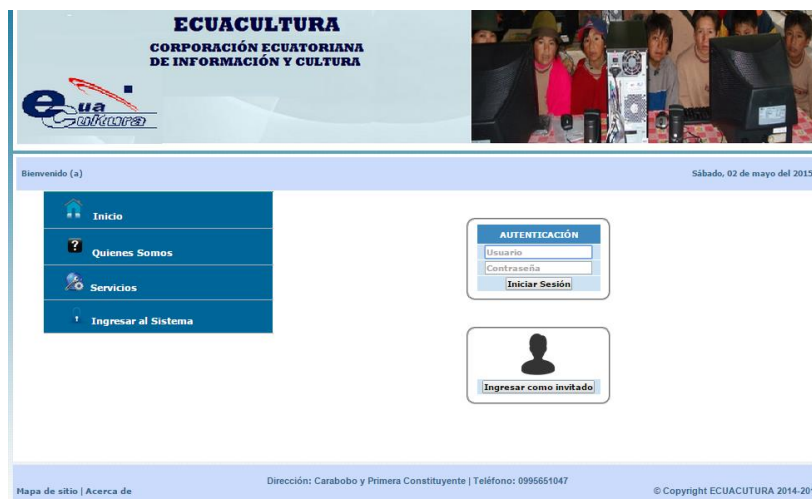 ECUACULTURA
CORPORACIÓN ECUATORIANA
DE INFORMACIÓN Y CULTURA
ecua
Cultura
Bienvenido (a)
Sábado, 02 de mayo del 2015
Inicio
Quienes Somos
Servicios
Ingresar al Sistema
AUTENTICACIÓN
Usuario
Contraseña
Iniciar Sesión
Ingresar como invitado
Dirección: Carabobo y Primera Constituyente | Teléfono: 0995651047
Mapa de sitio | Acerca de
© Copyright ECUACUTURA 2014-20